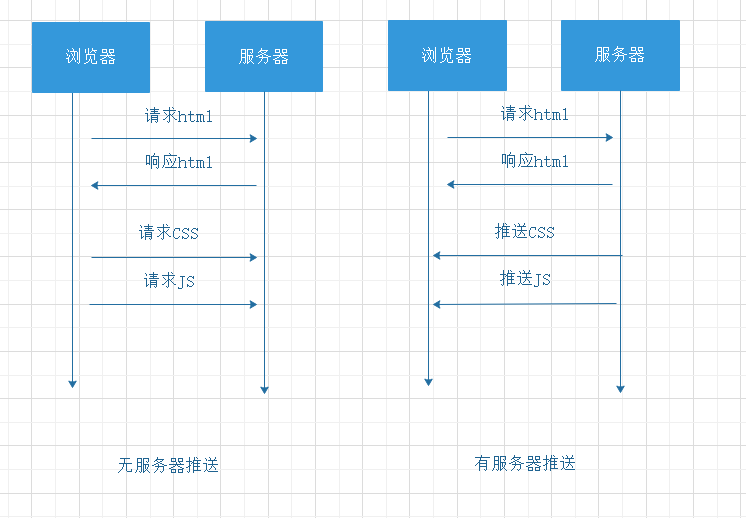 浏览器
服务器
请求html
响应html
请求CSS
请求JS
无服务器推送
浏览器
服务器
请求html
响应html
推送CSS
推送JS
有服务器推送